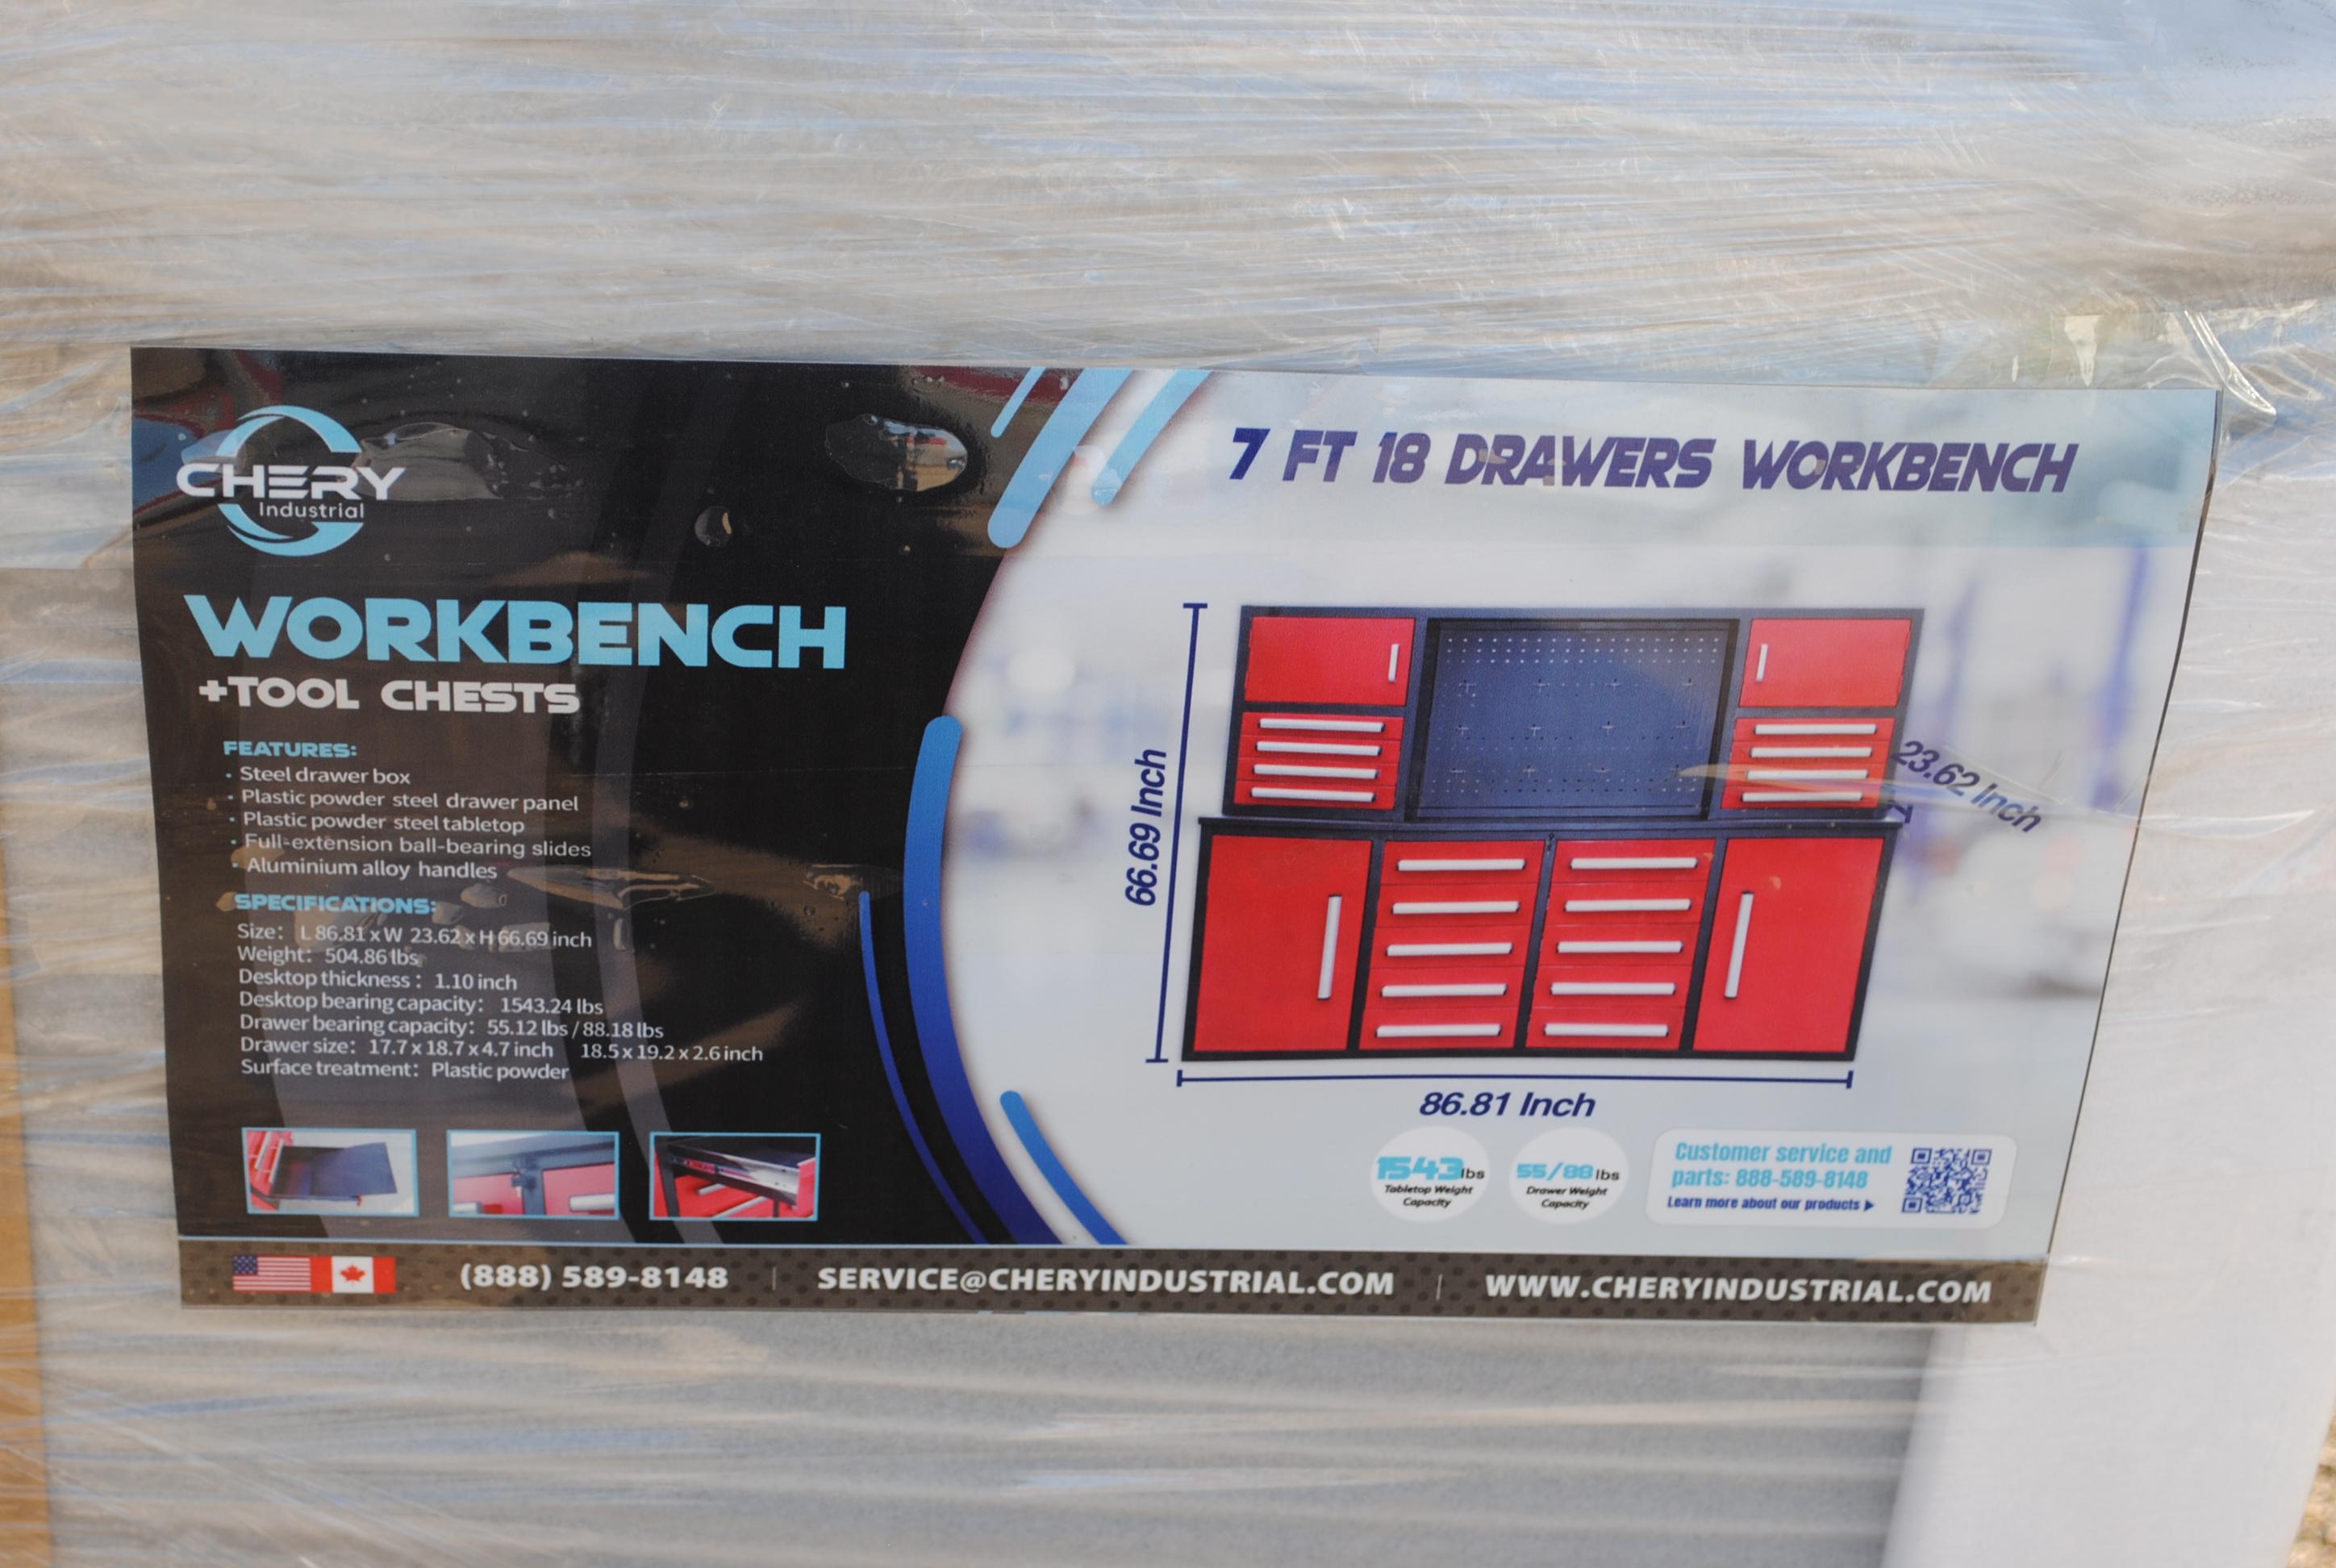 CHERY
Industrial
WORKBENCH
+TOOL CHESTS
FEATURES:
· Steel drawer box
· Plastic powder steel drawer panel
· Plastic powder steel tabletop
· Full-extension ball-bearing slides
· Aluminium alloy handles
SPECIFICATIONS:
Size: L 86.81 x W 23.62 x H 66.69 inch
Weight: 504.86 lbs
Desktop thickness: 1.10 inch
Desktop bearing capacity: 1543.24 lbs
Drawer bearing capacity: 55.12 lbs / 88.18 lbs
Drawer size: 17.7 x 18.7 x 4.7 inch 18.5 x 19.2 x 2.6 inch
Surface treatment: Plastic powder
7 FT 18 DRAWERS WORKBENCH
66.69 Inch
23.62 Inch
86.81 Inch
1543 lbs
Tabletop Weight
Capacity
55/88 lbs
Drawer Weight
Capacity
Customer service and
parts: 888-589-8148
Learn more about our products ▶
(888) 589-8148 | SERVICE@CHERYINDUSTRIAL.COM | WWW.CHERYINDUSTRIAL.COM